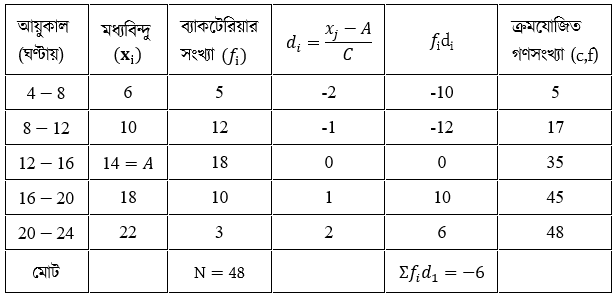 আয়ুকাল (ঘণ্টায়) | মধ্যবিন্দু (xᵢ) | ব্যাকটেরিয়ার সংখ্যা (fᵢ) | dᵢ = (xⱼ − A)/C | fᵢdᵢ | ক্রমযোজিত গণসংখ্যা (c,f)
4 – 8 | 6 | 5 | -2 | -10 | 5
8 – 12 | 10 | 12 | -1 | -12 | 17
12 – 16 | 14 = A | 18 | 0 | 0 | 35
16 – 20 | 18 | 10 | 1 | 10 | 45
20 – 24 | 22 | 3 | 2 | 6 | 48
মোট | | N = 48 | | Σfᵢd₁ = −6 |